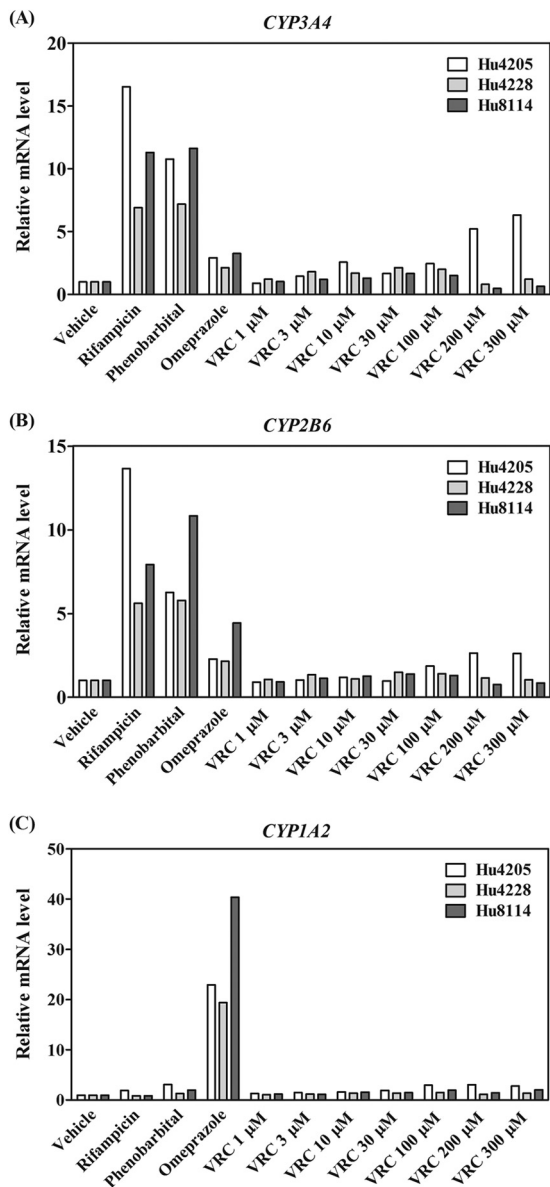 (A)
CYP3A4
Relative mRNA level
20
15
10
5
0
Hu4205
Hu4228
Hu8114
Vehicle
Rifampicin
Phenobarbital
Omeprazole
VRC 1 μM
VRC 3 μM
VRC 10 μM
VRC 30 μM
VRC 100 μM
VRC 200 μM
VRC 300 μM
(B)
CYP2B6
Relative mRNA level
15
10
5
0
Hu4205
Hu4228
Hu8114
Vehicle
Rifampicin
Phenobarbital
Omeprazole
VRC 1 μM
VRC 3 μM
VRC 10 μM
VRC 30 μM
VRC 100 μM
VRC 200 μM
VRC 300 μM
(C)
CYP1A2
Relative mRNA level
50
40
30
20
10
0
Hu4205
Hu4228
Hu8114
Vehicle
Rifampicin
Phenobarbital
Omeprazole
VRC 1 μM
VRC 3 μM
VRC 10 μM
VRC 30 μM
VRC 100 μM
VRC 200 μM
VRC 300 μM